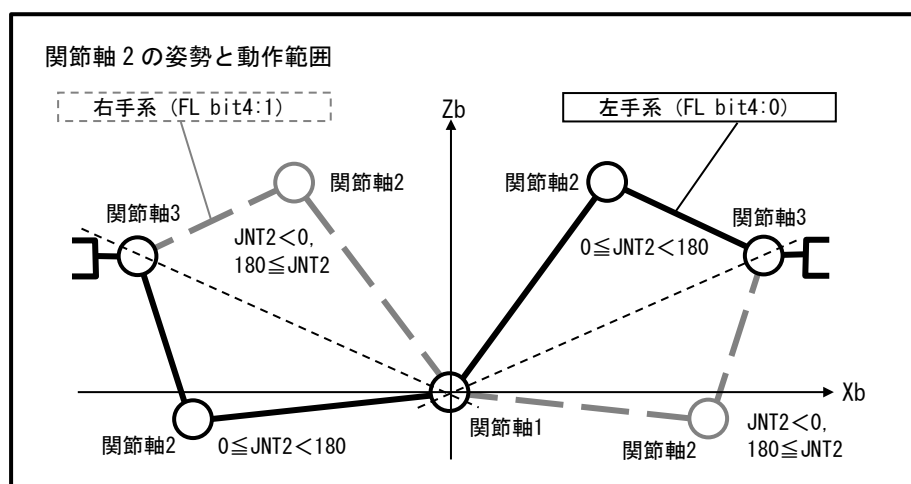 関節軸2の姿勢と動作範囲
右手系 (FL bit4:1)
Zb
左手系 (FL bit4:0)
関節軸2
関節軸2
関節軸3
関節軸3
JNT2<0,
180≦JNT2
0≦JNT2<180
Xb
関節軸2
0≦JNT2<180
関節軸1
関節軸2
JNT2<0,
180≦JNT2